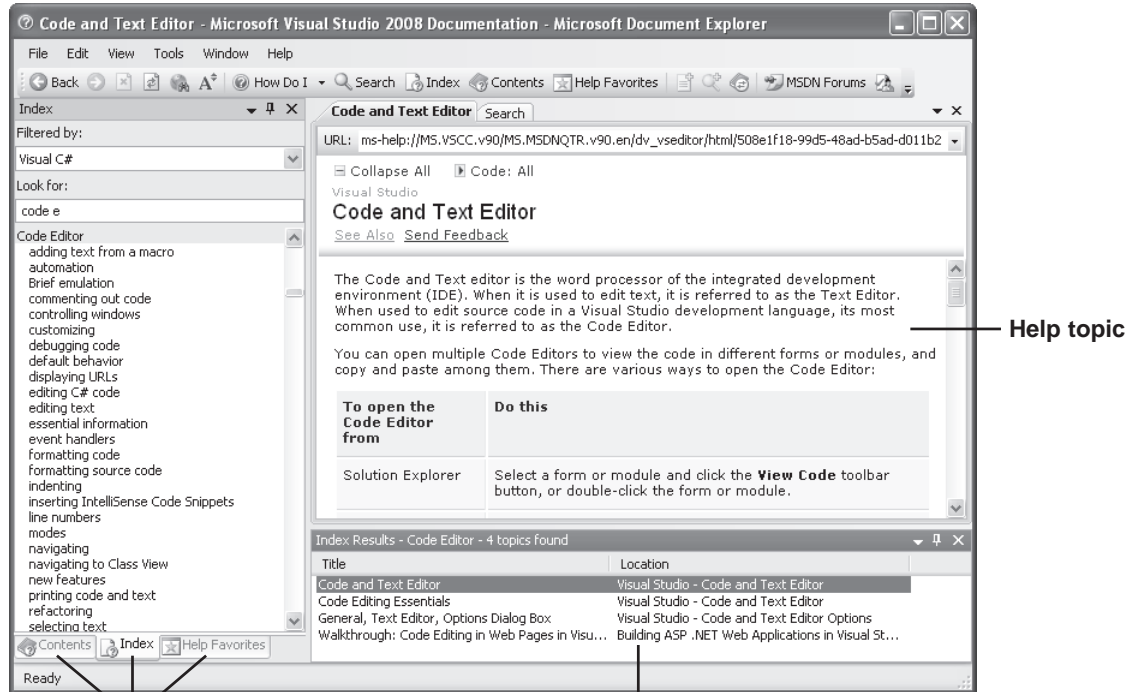 Code and Text Editor - Microsoft Visual Studio 2008 Documentation - Microsoft Document Explorer
File Edit View Tools Window Help
Back How Do I Search Index Contents Help Favorites MSDN Forums
Index
Filtered by:
Visual C#
Look for:
code e
Code Editor
adding text from a macro
automation
Brief emulation
commenting out code
controlling windows
customizing
debugging code
default behavior
displaying URLs
editing C# code
editing text
essential information
event handlers
formatting code
formatting source code
indenting
inserting IntelliSense Code Snippets
line numbers
modes
navigating
navigating to Class View
new features
printing code and text
refactoring
selecting text
Contents Index Help Favorites
Code and Text Editor Search
URL: ms-help://MS.VSCC.v90/MS.MSDNQTR.v90.en/dv_vseditor/html/508e1f18-99d5-48ad-b5ad-d011b2
Collapse All Code: All
Visual Studio
Code and Text Editor
See Also Send Feedback
The Code and Text editor is the word processor of the integrated development
environment (IDE). When it is used to edit text, it is referred to as the Text Editor.
When used to edit source code in a Visual Studio development language, its most
common use, it is referred to as the Code Editor.
You can open multiple Code Editors to view the code in different forms or modules, and
copy and paste among them. There are various ways to open the Code Editor:
To open the Code Editor from
Do this
Solution Explorer
Select a form or module and click the View Code toolbar
button, or double-click the form or module.
Help topic
Index Results - Code Editor - 4 topics found
Title Location
Code and Text Editor Visual Studio - Code and Text Editor
Code Editing Essentials Visual Studio - Code and Text Editor
General, Text Editor, Options Dialog Box Visual Studio - Code and Text Editor Options
Walkthrough: Code Editing in Web Pages in Visu... Building ASP .NET Web Applications in Visual St...
Ready